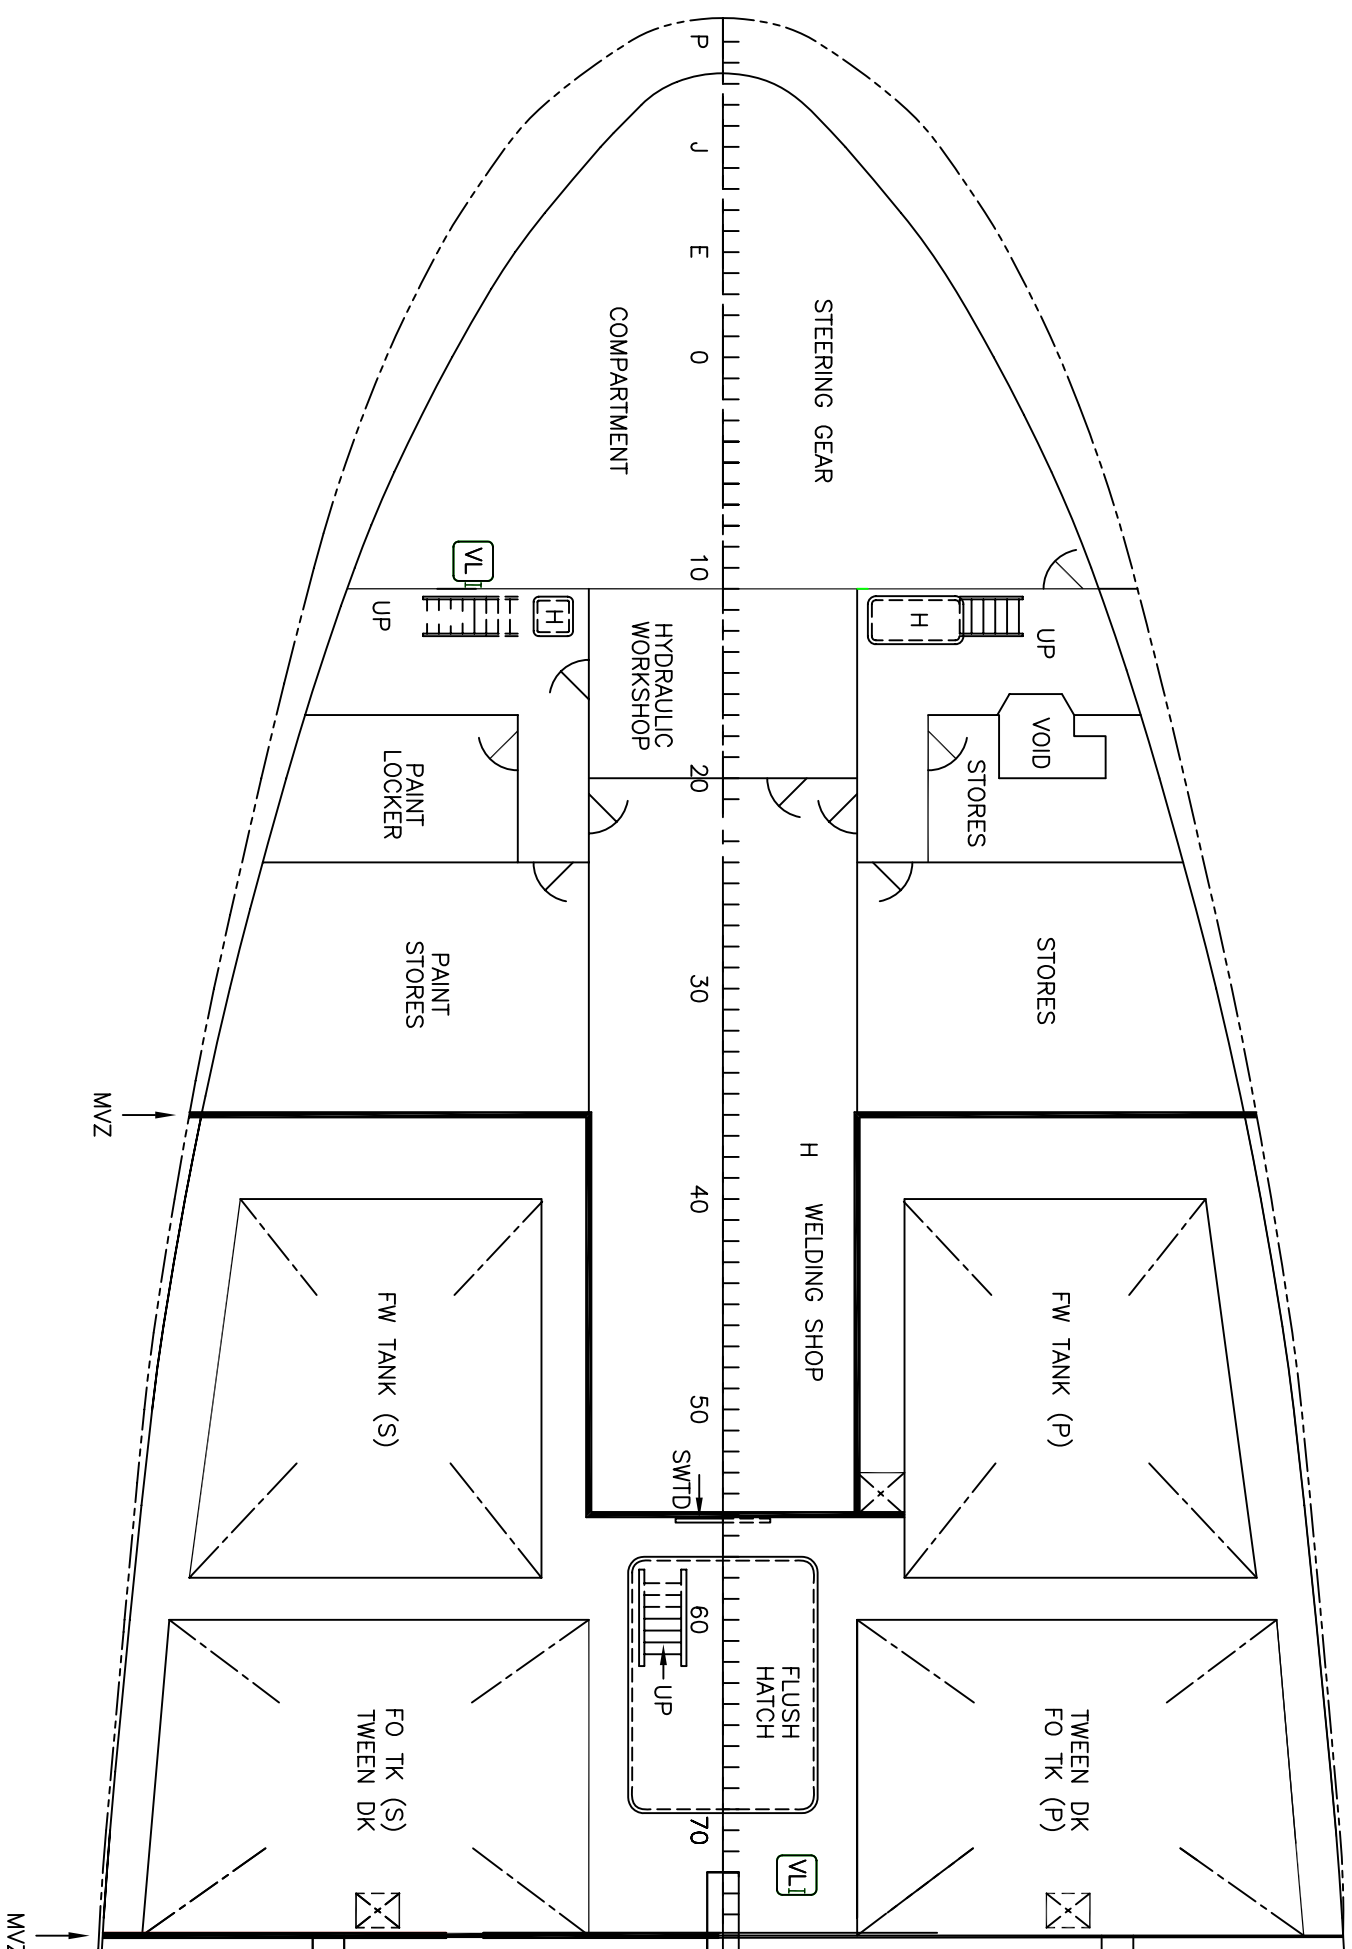 P
J
E
0
10
20
30
40
50
60
70
STEERING GEAR
COMPARTMENT
VL
UP
H
H
UP
HYDRAULIC
WORKSHOP
VOID
STORES
PAINT
LOCKER
STORES
PAINT
STORES
MVZ
H
WELDING SHOP
FW TANK (P)
FW TANK (S)
SWTD
UP
FLUSH
HATCH
TWEEN DK
FO TK (P)
FO TK (S)
TWEEN DK
VL
MVZ